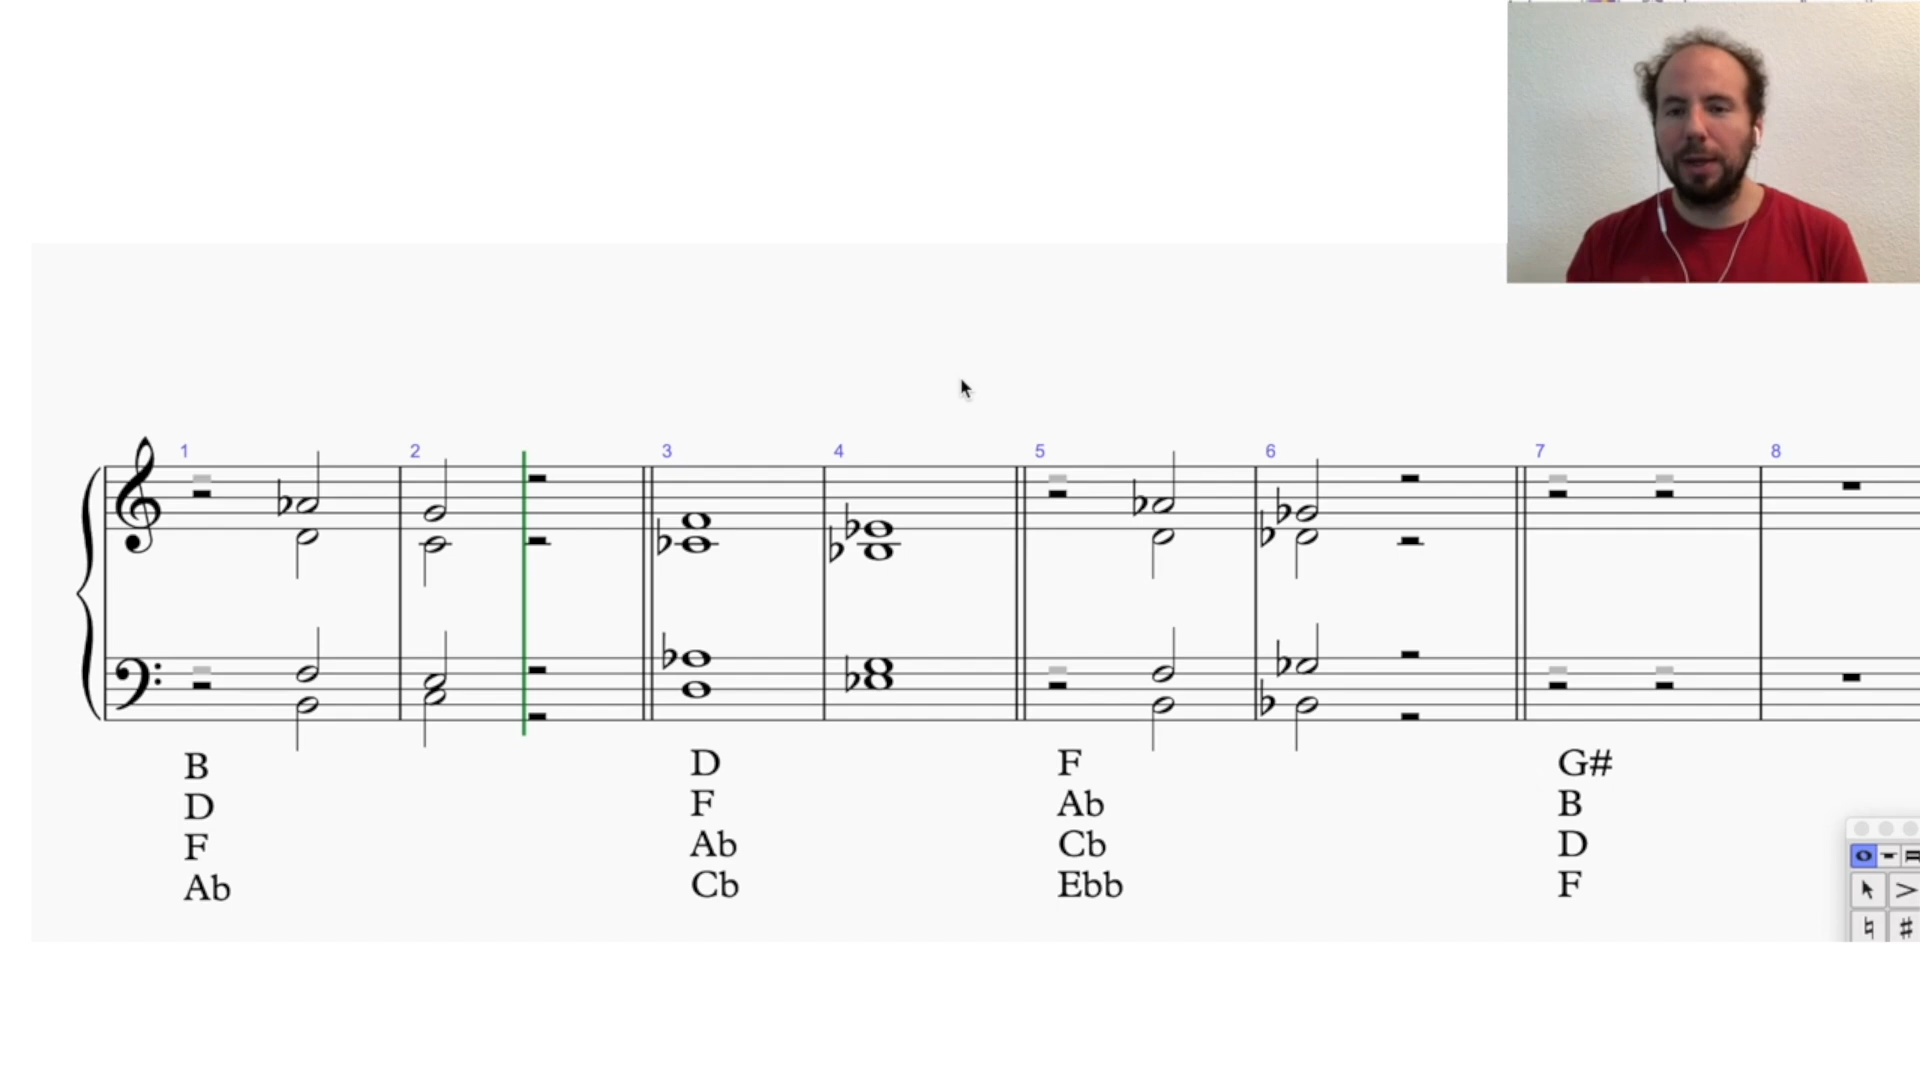 1 2 3 4 5 6 7 8
B D F G#
D F Ab B
F Ab Cb D
Ab Cb Ebb F